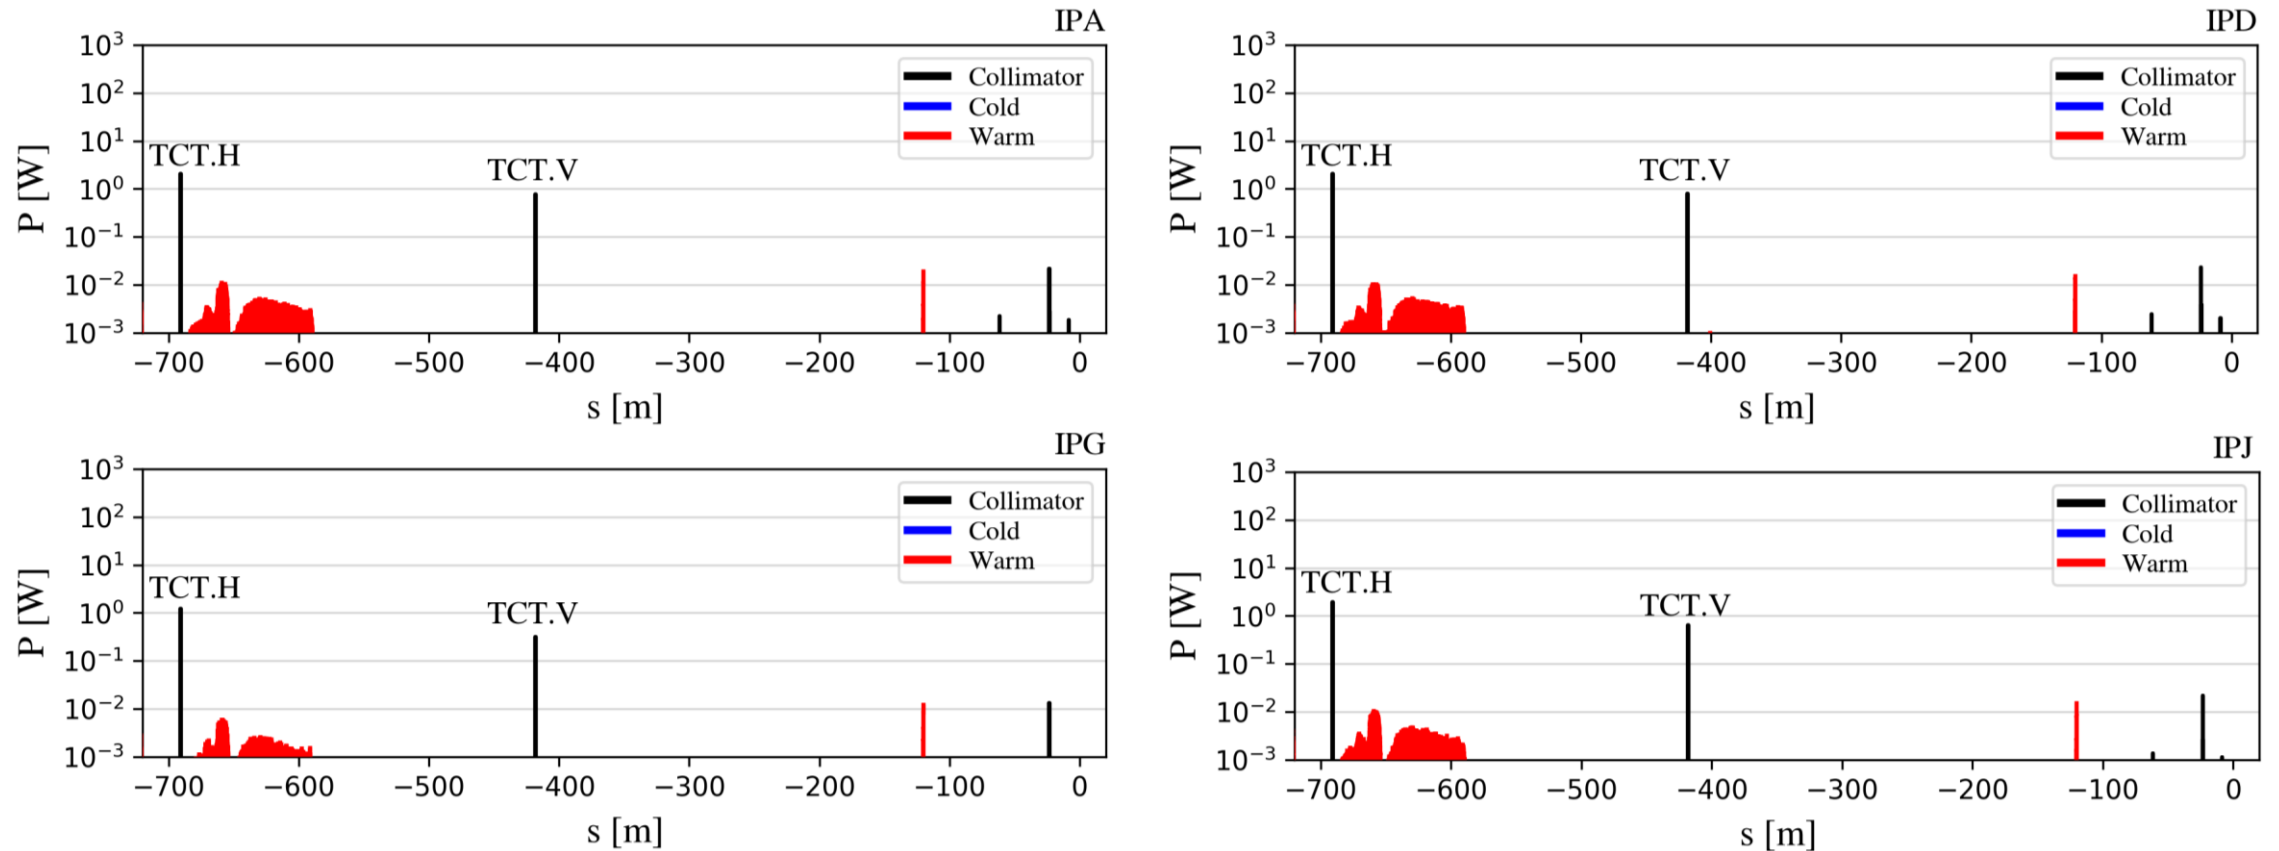 IPA
10³
10²
10¹
10⁰
10⁻¹
10⁻²
10⁻³
P [W]
TCT.H
TCT.V
Collimator
Cold
Warm
−700 −600 −500 −400 −300 −200 −100 0
s [m]
IPD
10³
10²
10¹
10⁰
10⁻¹
10⁻²
10⁻³
P [W]
TCT.H
TCT.V
Collimator
Cold
Warm
−700 −600 −500 −400 −300 −200 −100 0
s [m]
IPG
10³
10²
10¹
10⁰
10⁻¹
10⁻²
10⁻³
P [W]
TCT.H
TCT.V
Collimator
Cold
Warm
−700 −600 −500 −400 −300 −200 −100 0
s [m]
IPJ
10³
10²
10¹
10⁰
10⁻¹
10⁻²
10⁻³
P [W]
TCT.H
TCT.V
Collimator
Cold
Warm
−700 −600 −500 −400 −300 −200 −100 0
s [m]